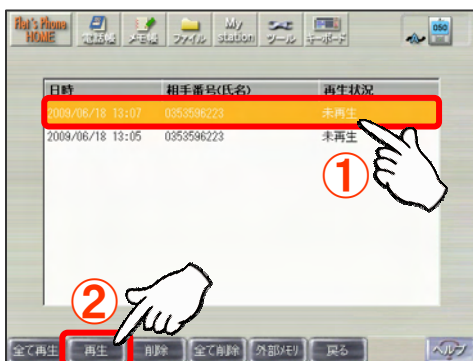 Flat's Phone
HOME 電話帳 メモ帳 ファイル My station ツール キーボード 050
日時 相手番号(氏名) 再生状況
2009/06/18 13:07 0353596223 未再生
2009/06/18 13:05 0353596223 未再生
①
②
全て再生 再生 削除 全て削除 外部メモリ 戻る ヘルプ